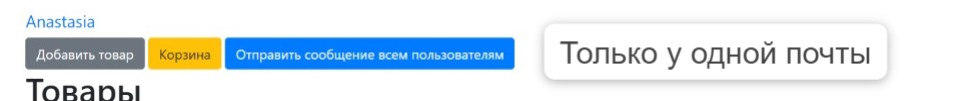 Anastasia
Добавить товар Корзина Отправить сообщение всем пользователям
Только у одной почты
Товары